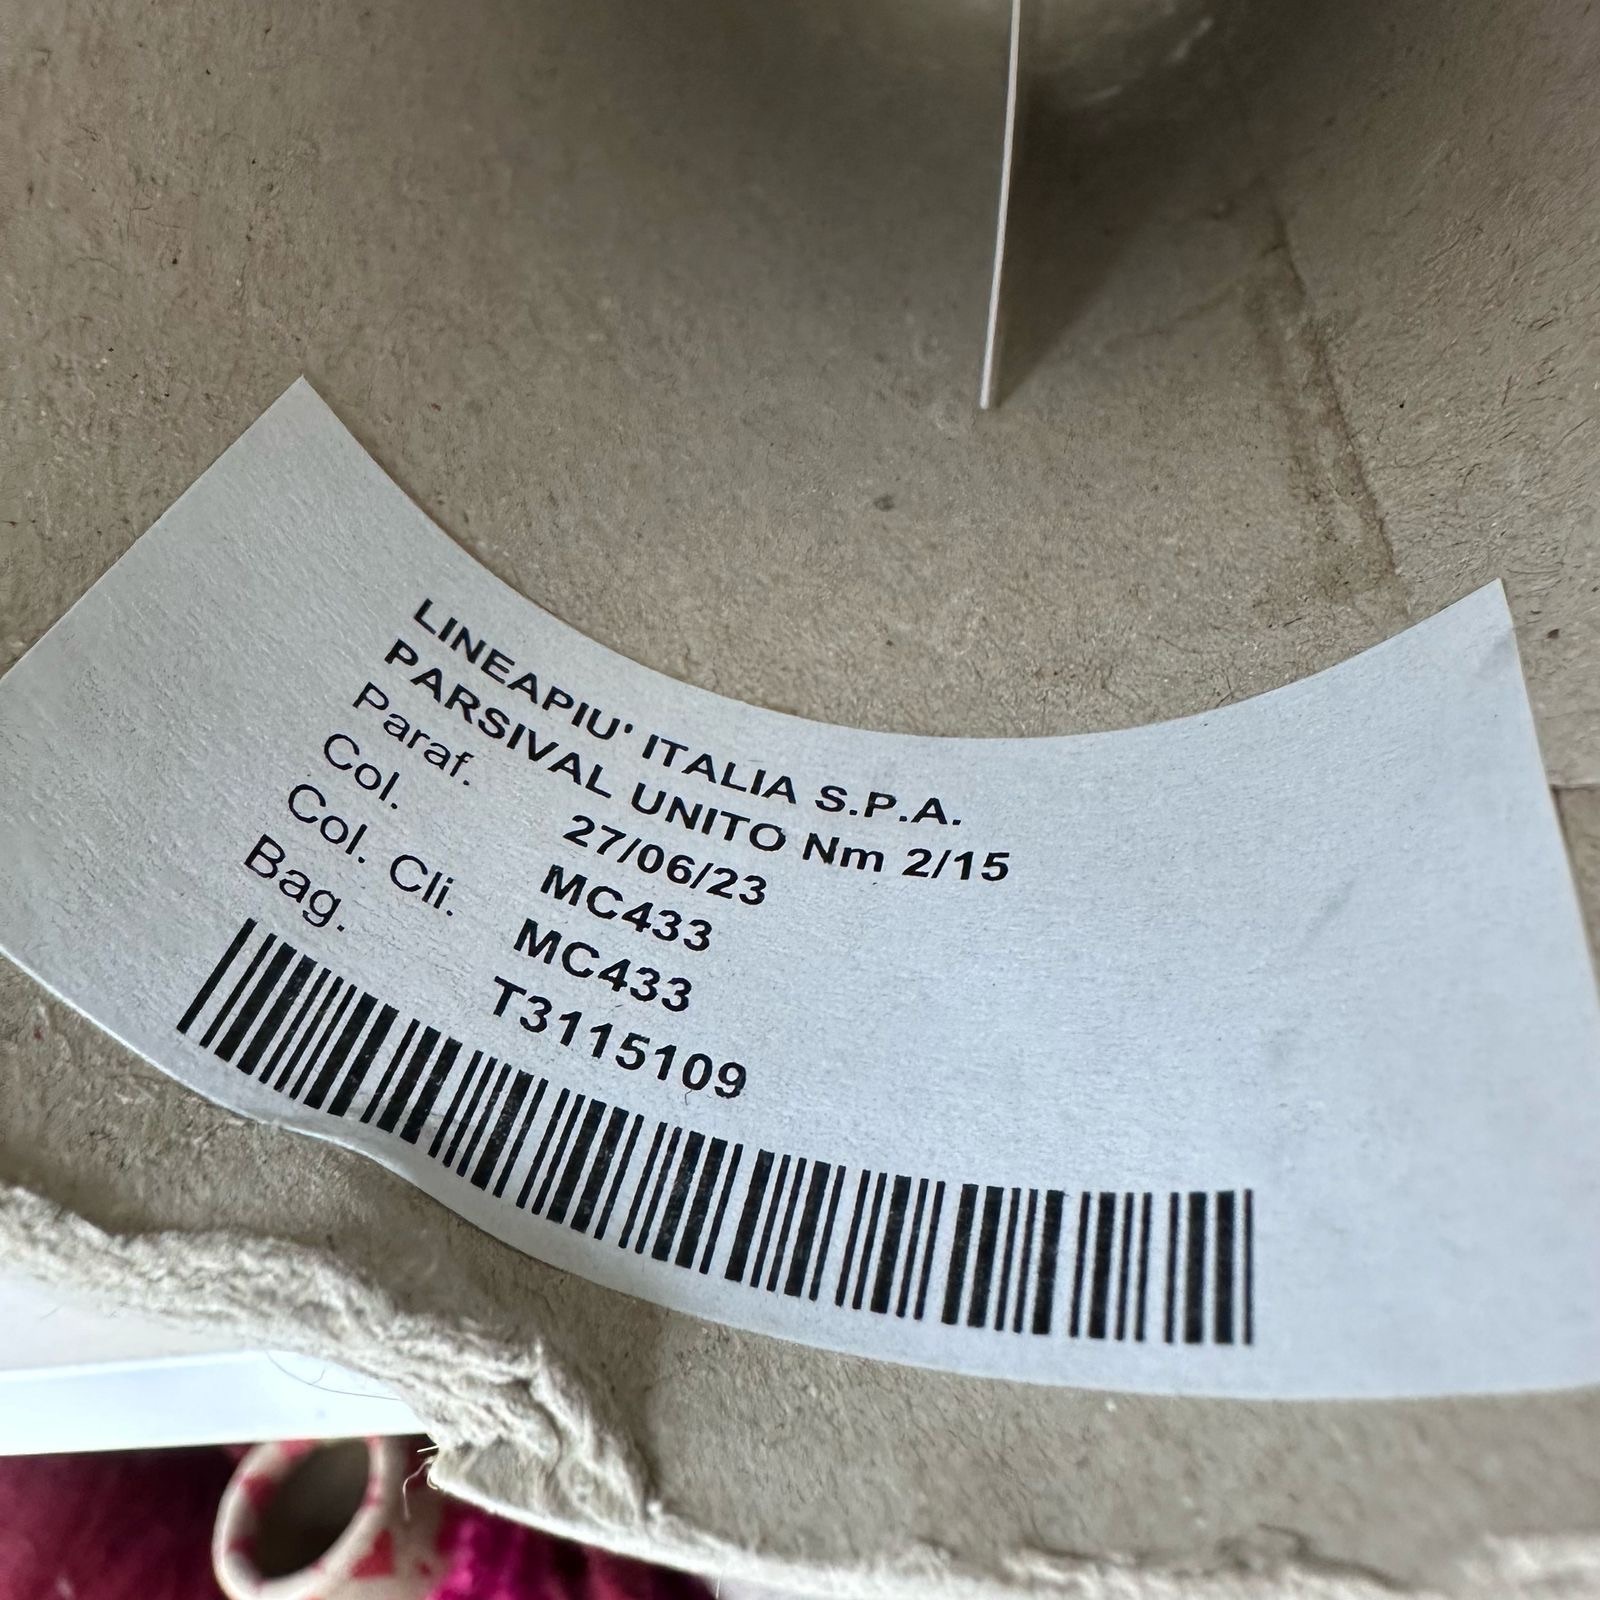 LINEAPIU' ITALIA S.P.A.
PARSIVAL UNITO Nm 2/15
Paraf. 27/06/23
Col. MC433
Col. Cli. MC433
Bag. T3115109